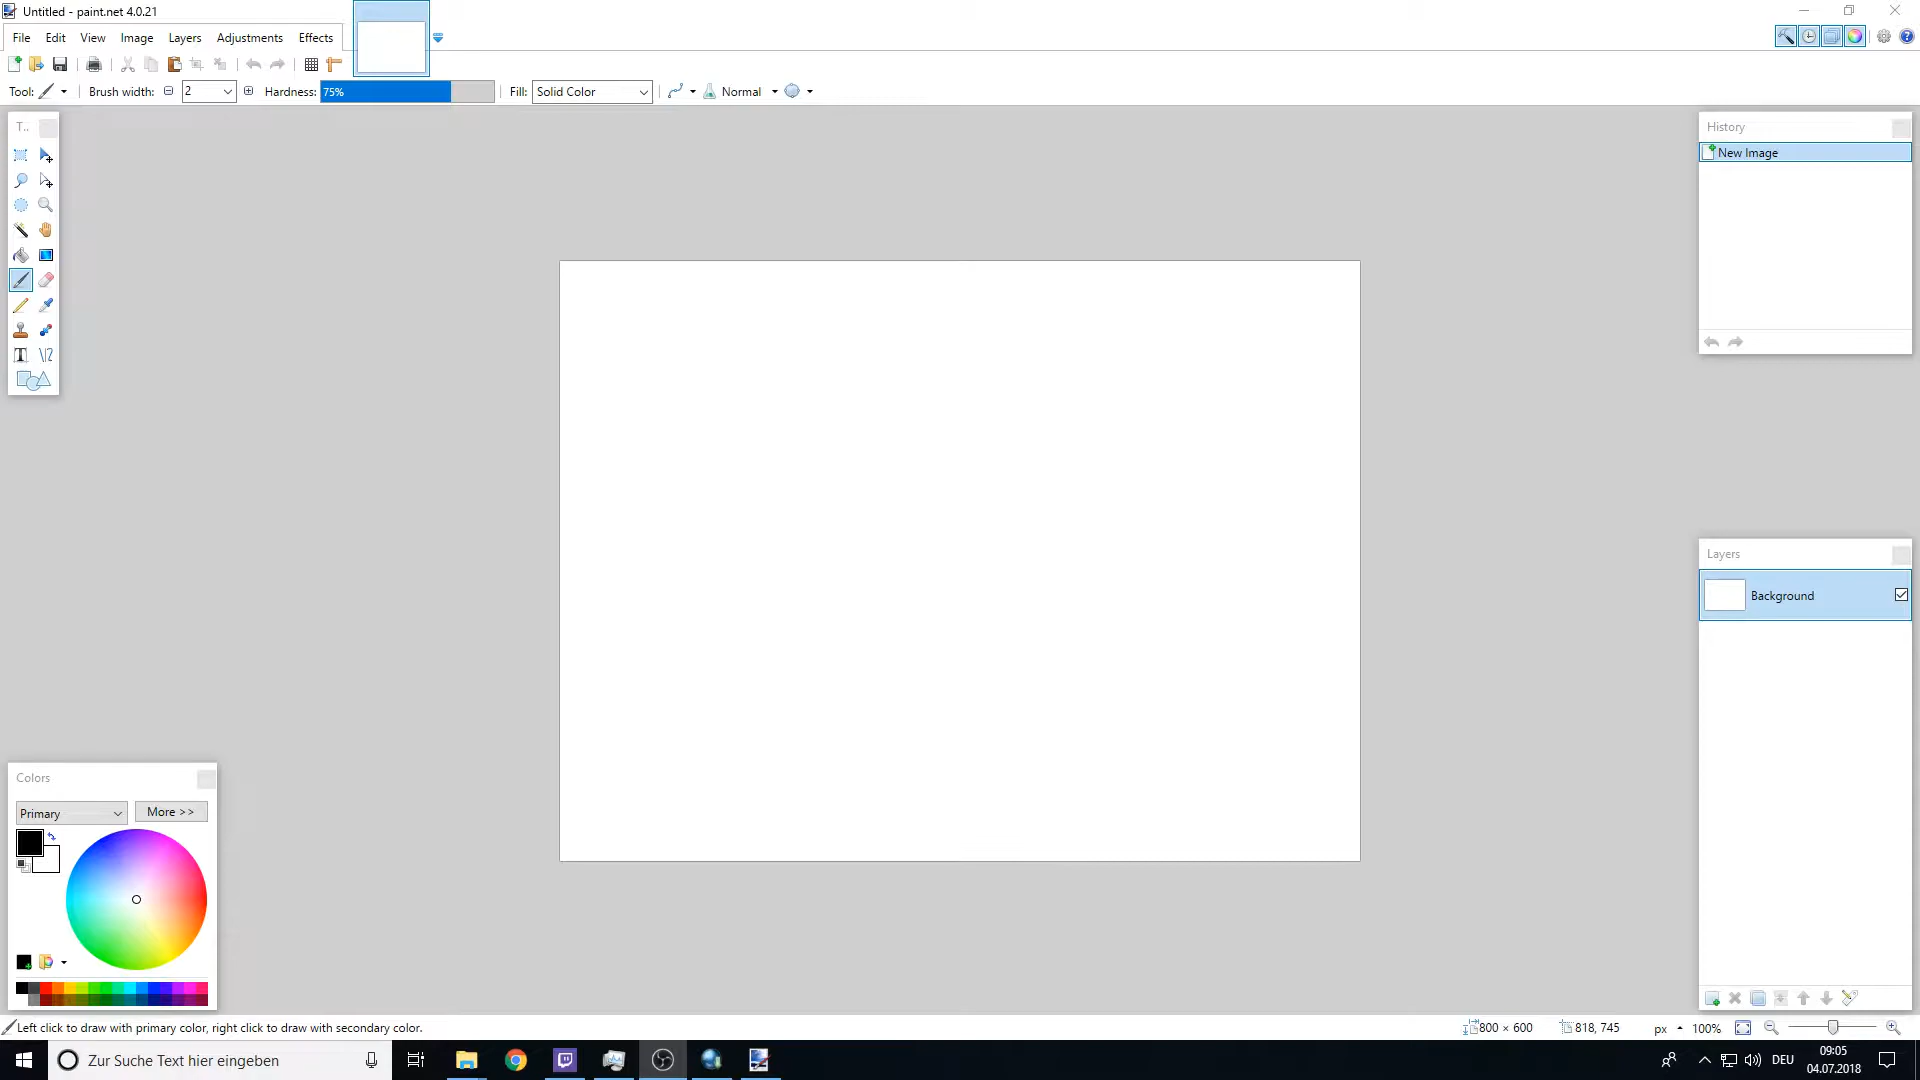 Untitled - paint.net 4.0.21
File Edit View Image Layers Adjustments Effects
Tool: Brush width: 2 Hardness: 75% Fill: Solid Color Normal
T..
History
New Image
Layers
Background
Colors
Primary More >>
Left click to draw with primary color, right click to draw with secondary color. 800 × 600 818, 745 px 100%
Zur Suche Text hier eingeben DEU 09:05
04.07.2018